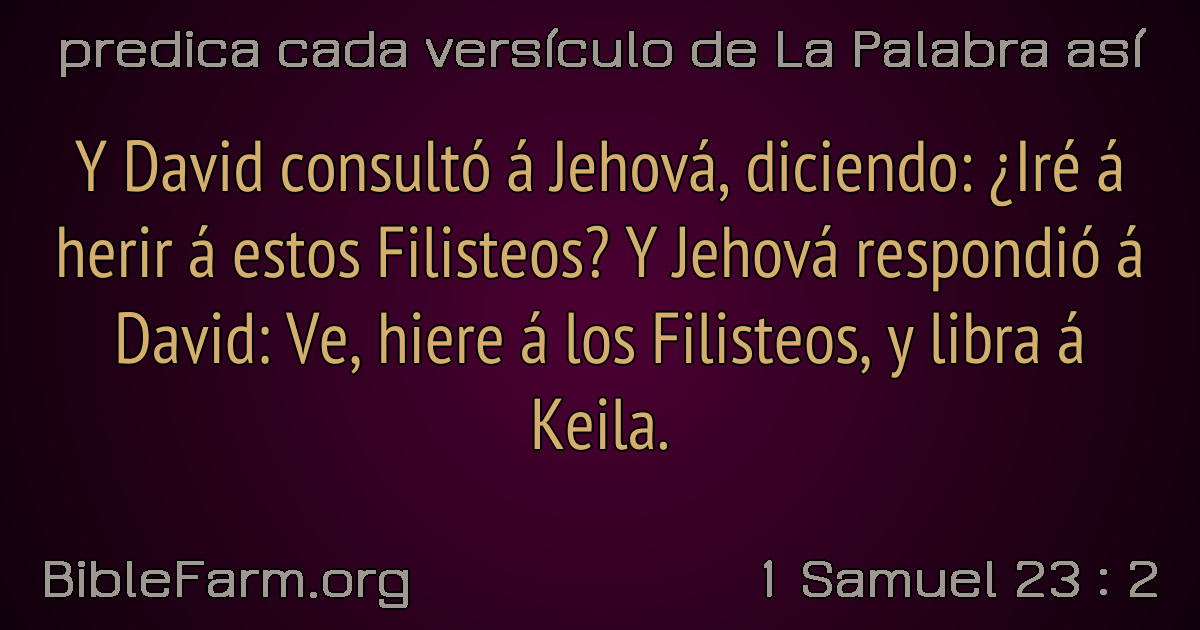 predica cada versículo de La Palabra así
Y David consultó á Jehová, diciendo: ¿Iré á
herir á estos Filisteos? Y Jehová respondió á
David: Ve, hiere á los Filisteos, y libra á
Keila.
BibleFarm.org
1 Samuel 23 : 2